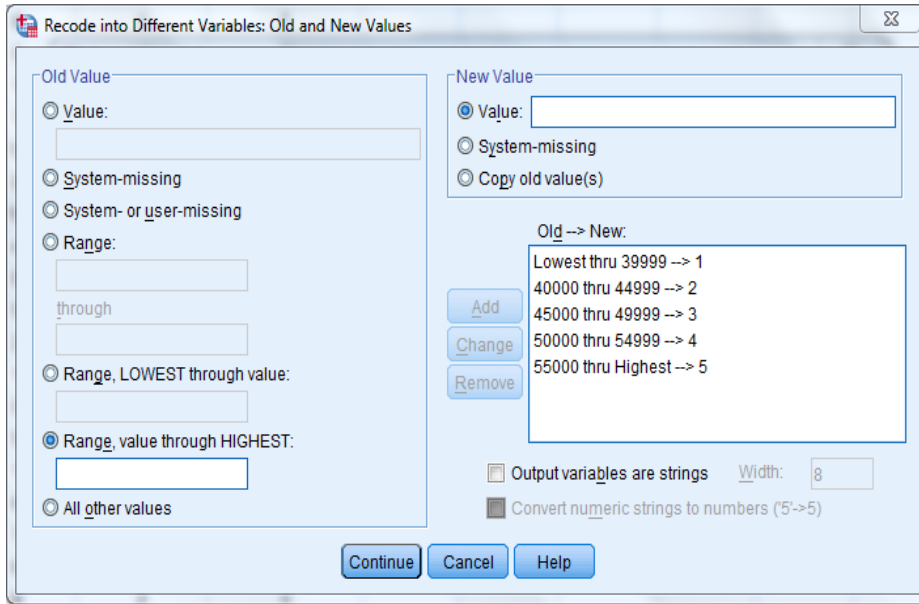 Recode into Different Variables: Old and New Values
Old Value
Value:
System-missing
System- or user-missing
Range:
through
Range, LOWEST through value:
Range, value through HIGHEST:
All other values
New Value
Value:
System-missing
Copy old value(s)
Old --> New:
Lowest thru 39999 --> 1
40000 thru 44999 --> 2
45000 thru 49999 --> 3
50000 thru 54999 --> 4
55000 thru Highest --> 5
Add
Change
Remove
Output variables are strings Width: 8
Convert numeric strings to numbers ('5'->5)
Continue Cancel Help